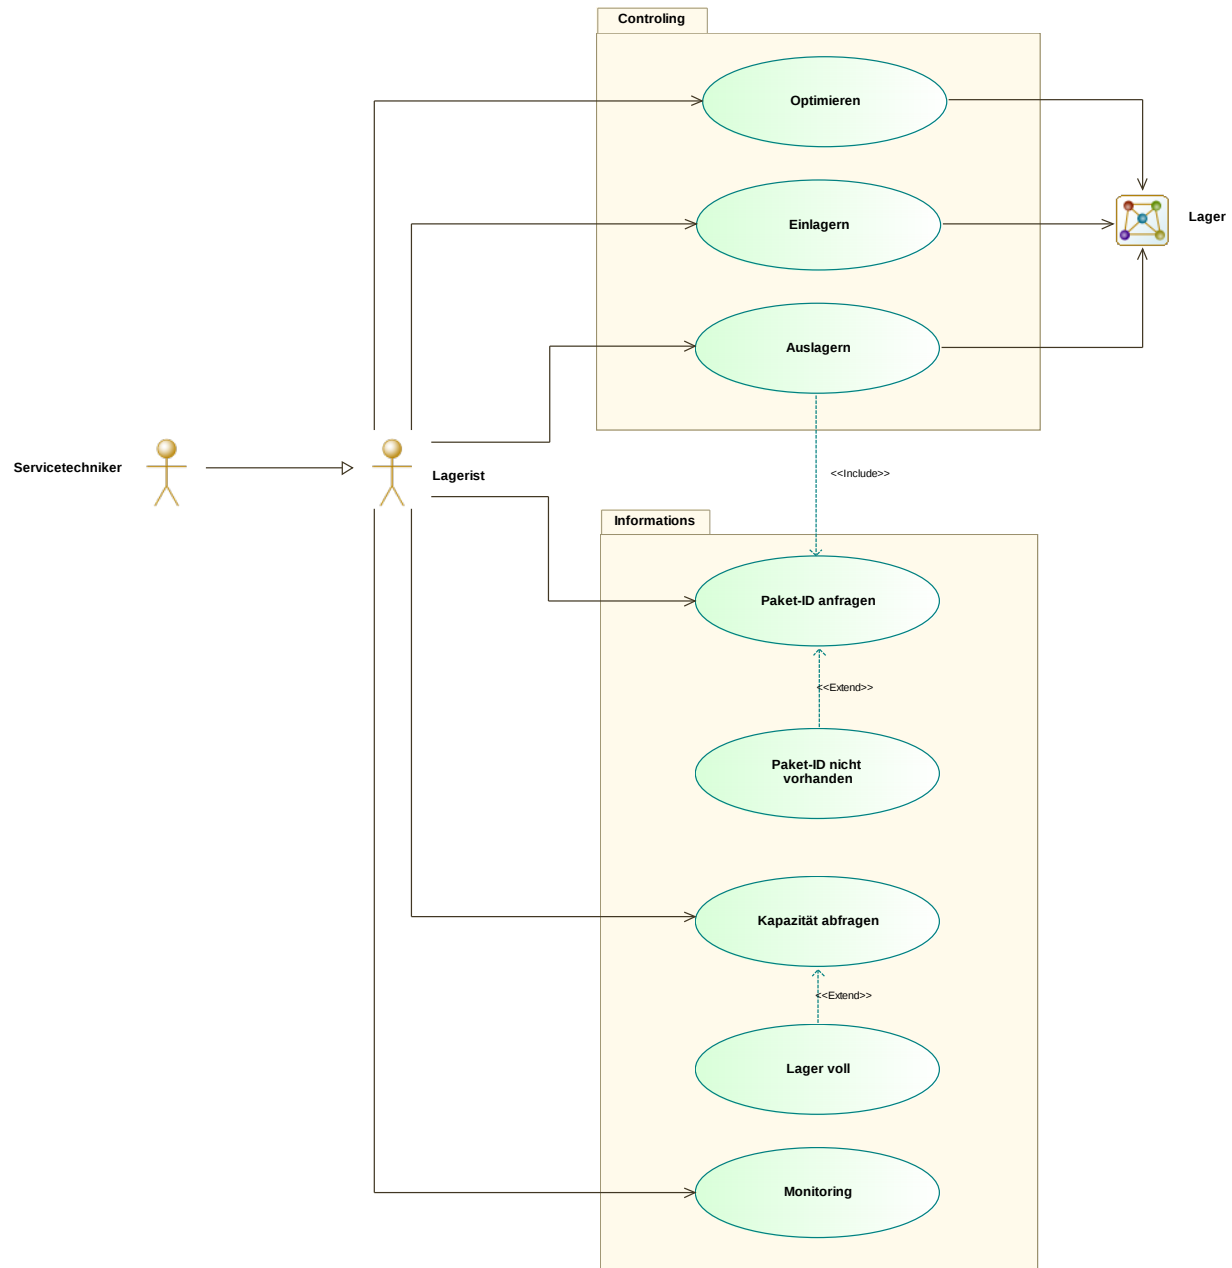 Controling
Optimieren
Einlagern
Lager
Auslagern
Servicetechniker
Lagerist
<<Include>>
Informations
Paket-ID anfragen
<<Extend>>
Paket-ID nicht
vorhanden
Kapazität abfragen
<<Extend>>
Lager voll
Monitoring